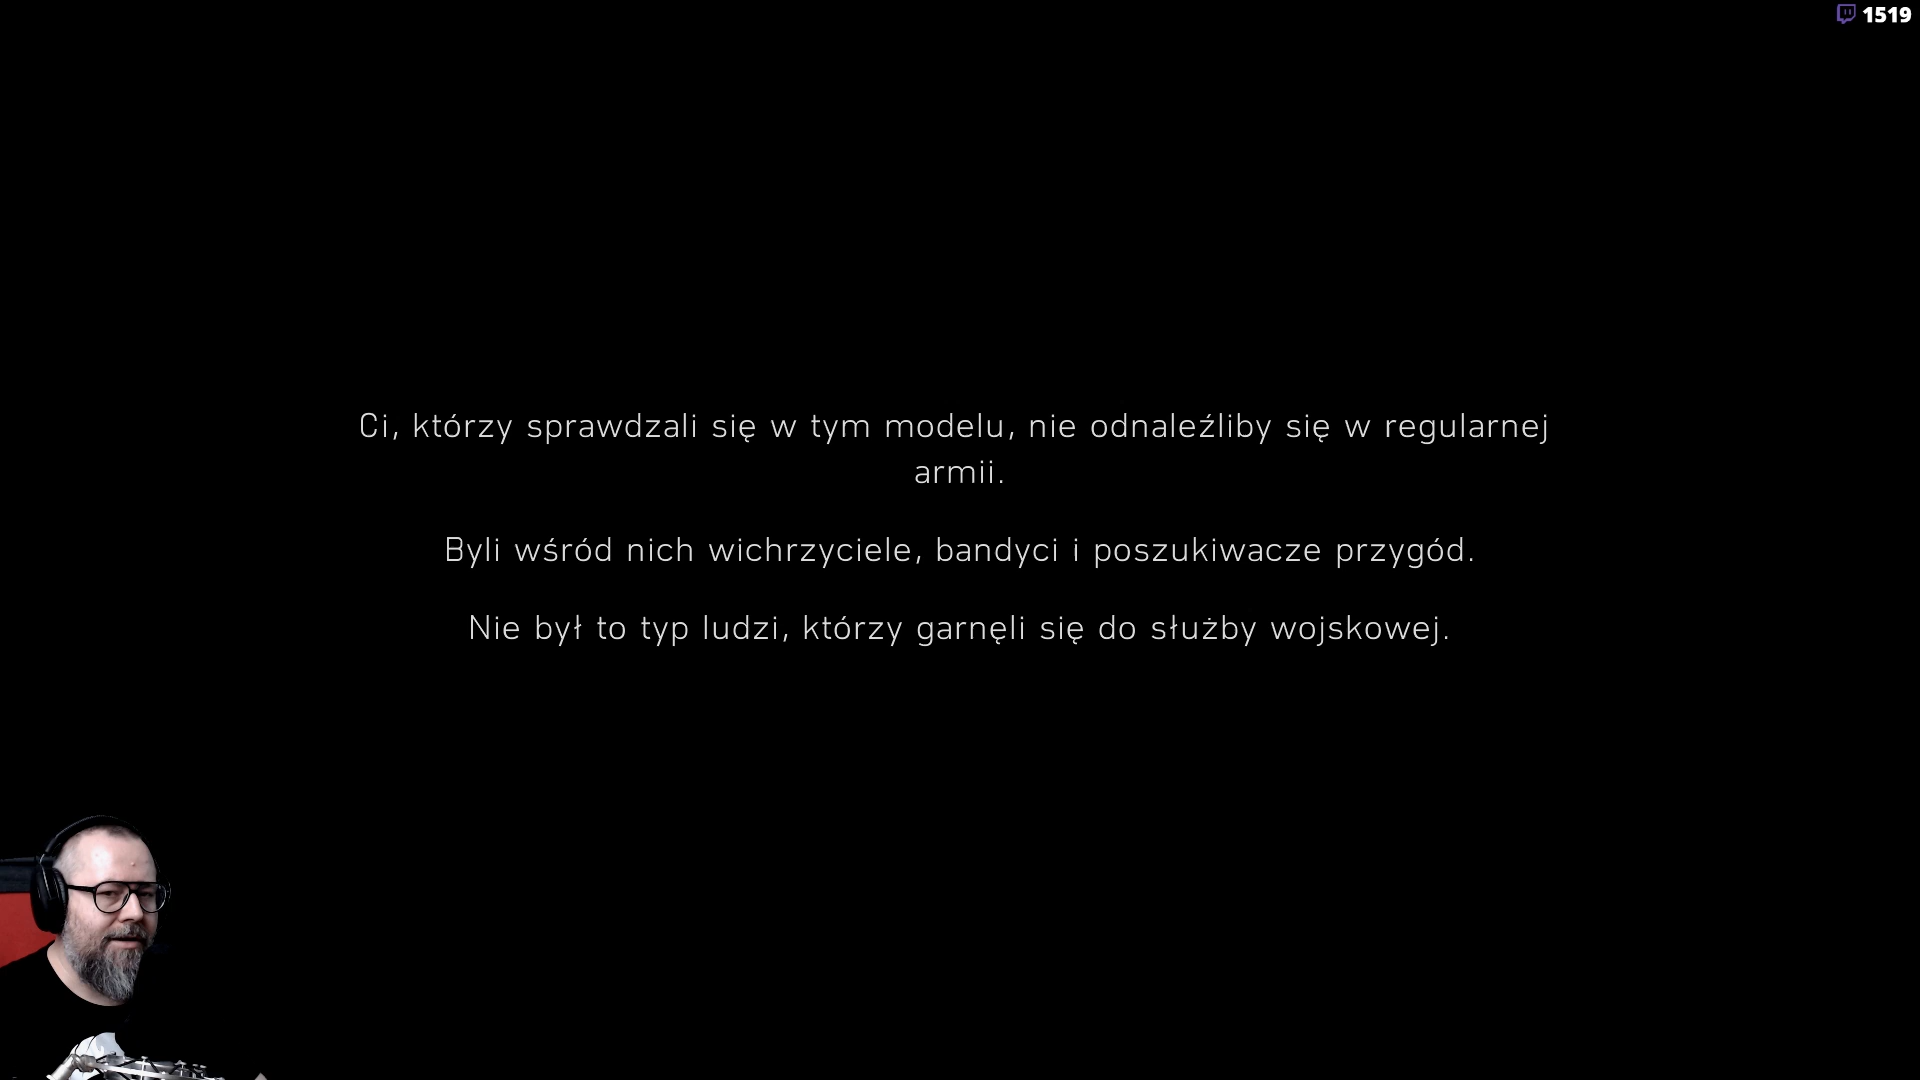 1519
Ci, którzy sprawdzali się w tym modelu, nie odnaleźliby się w regularnej
armii.
Byli wśród nich wichrzyciele, bandyci i poszukiwacze przygód.
Nie był to typ ludzi, którzy garnęli się do służby wojskowej.